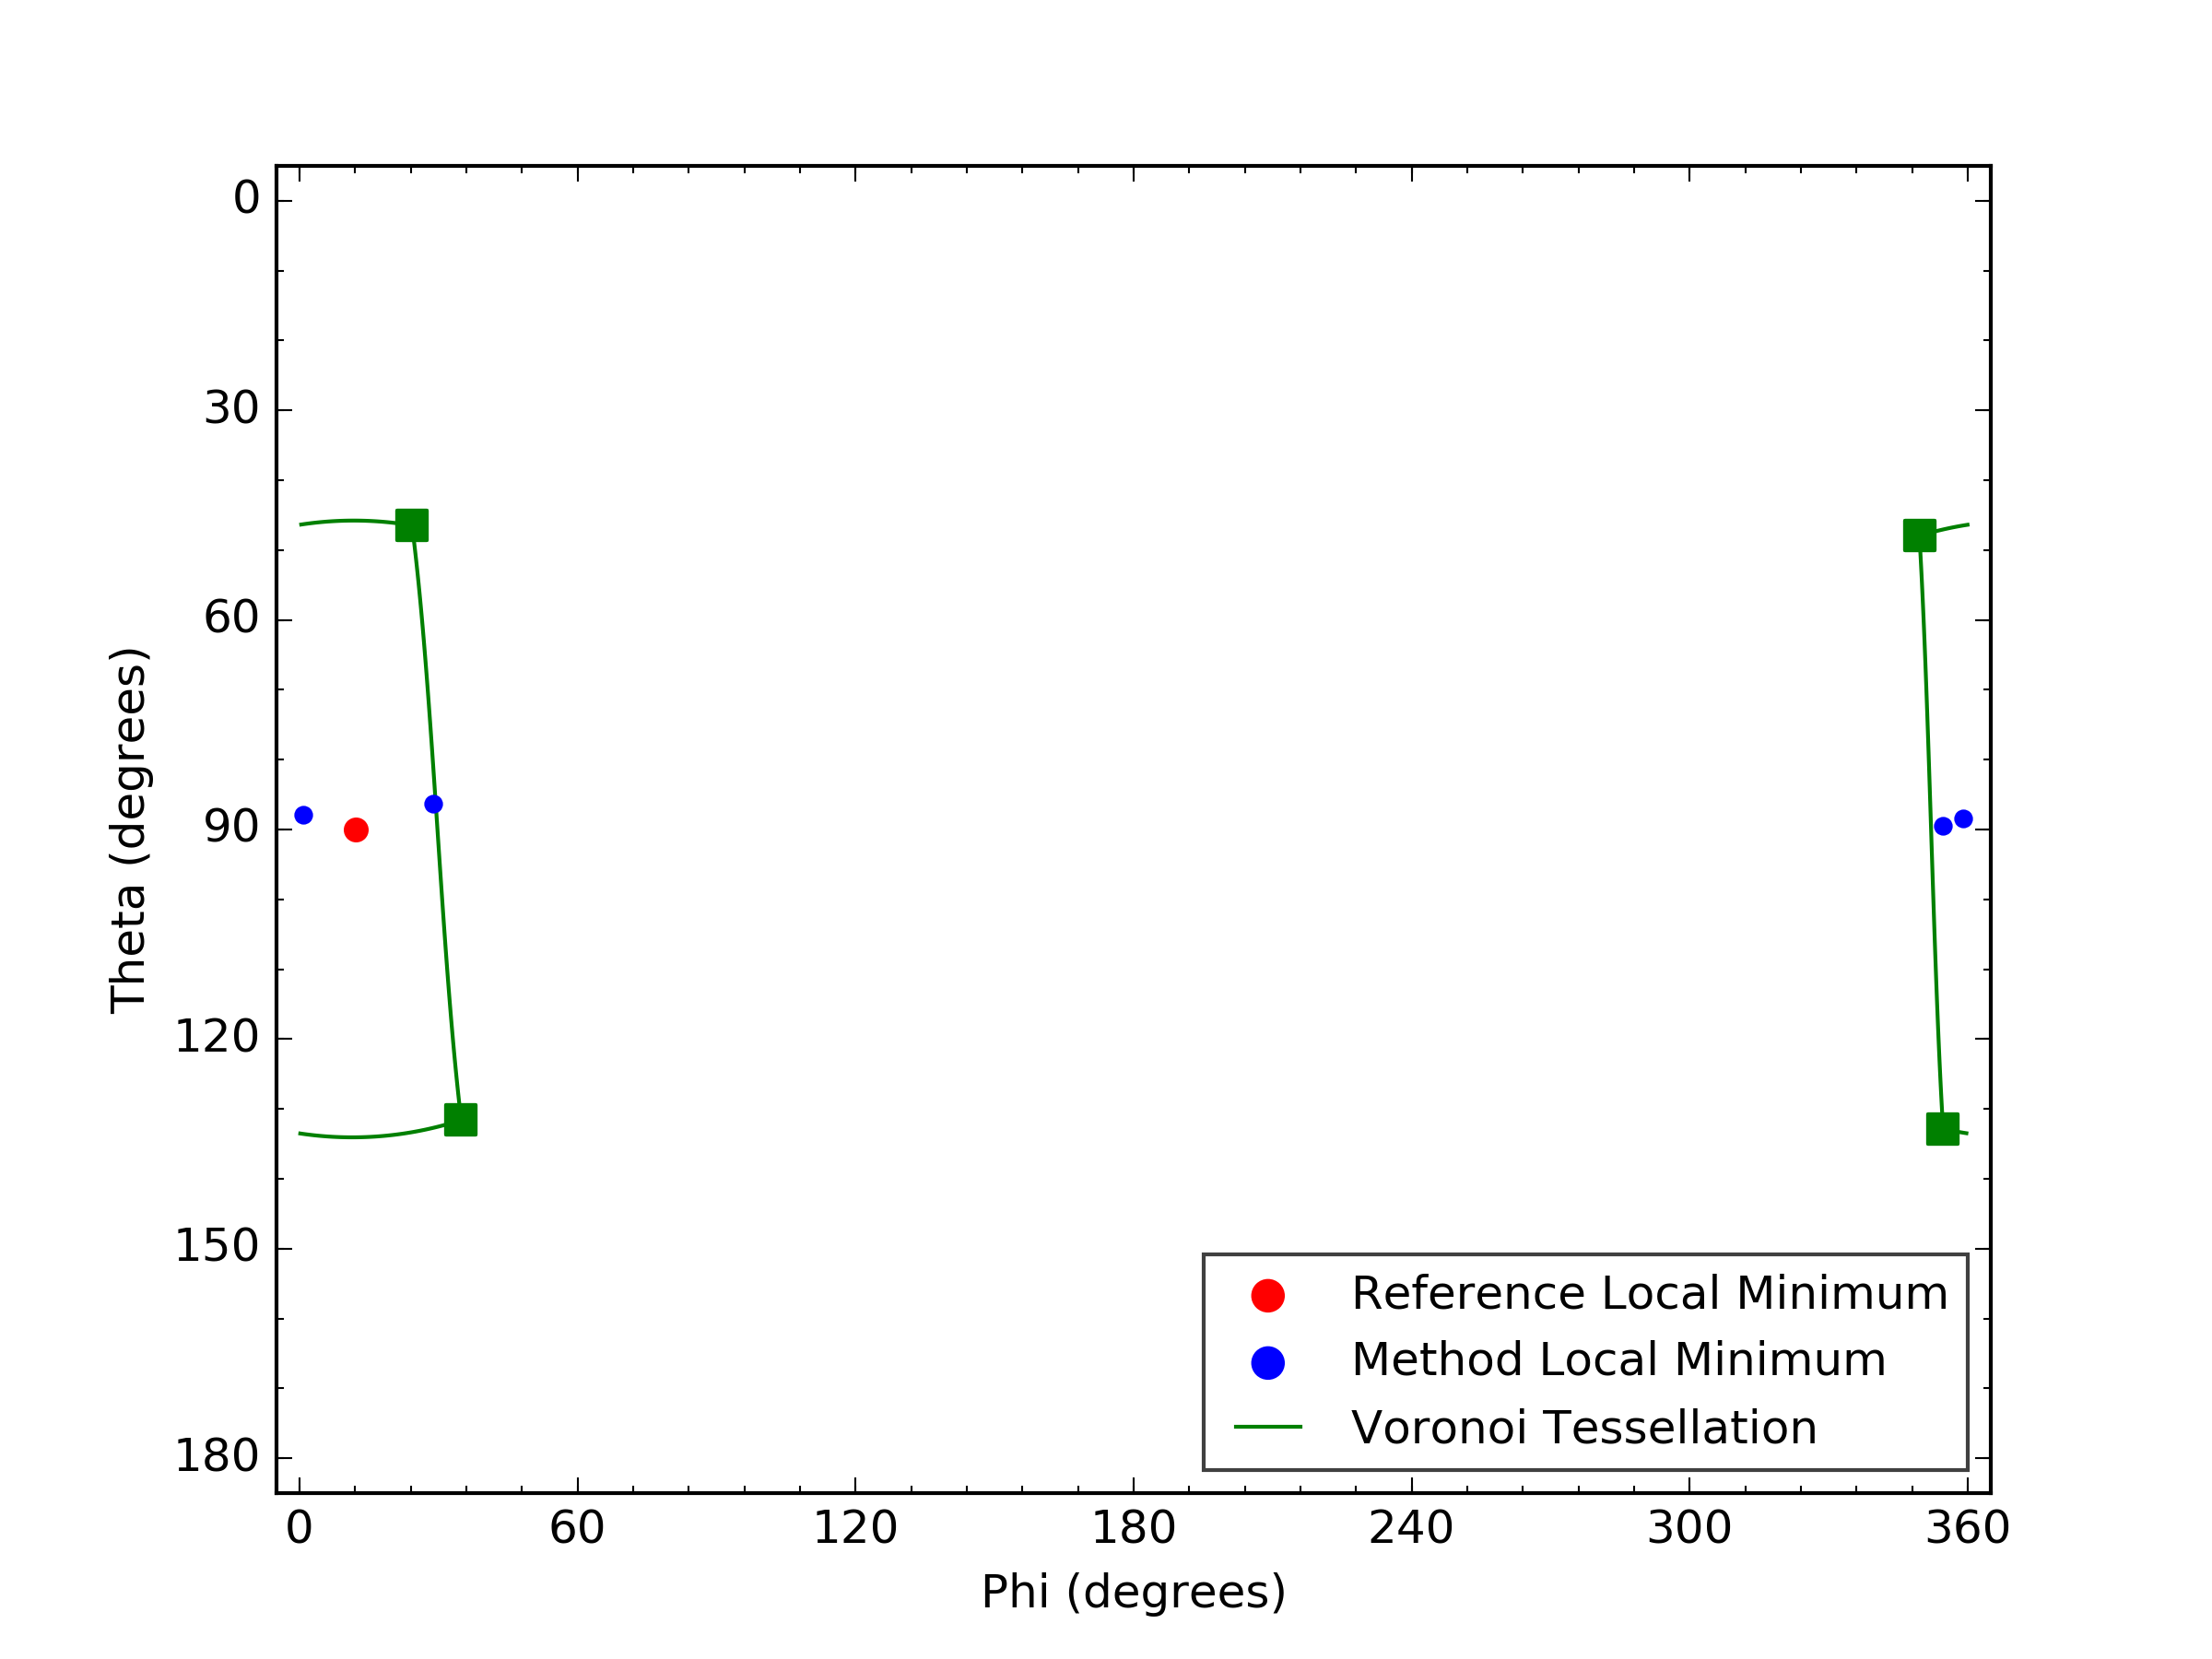 0
30
60
90
120
150
180
Theta (degrees)
Reference Local Minimum
Method Local Minimum
Voronoi Tessellation
0 60 120 180 240 300 360
Phi (degrees)